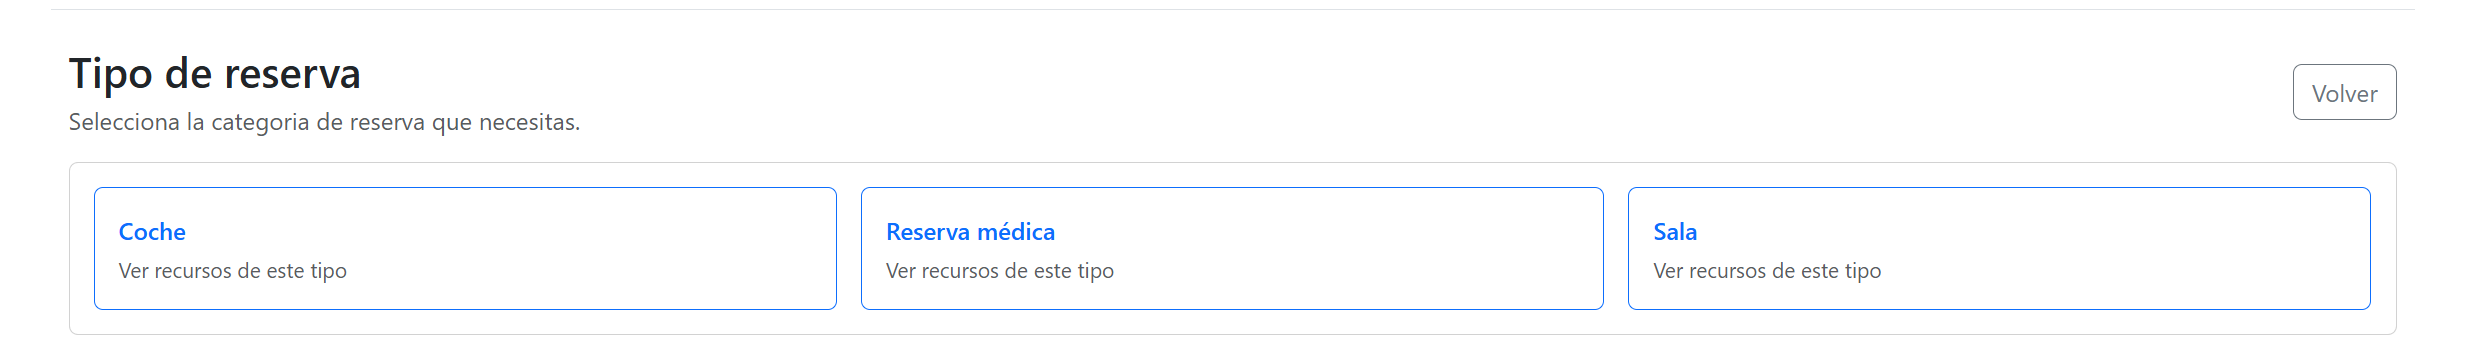 Tipo de reserva
Volver
Selecciona la categoria de reserva que necesitas.
Coche
Ver recursos de este tipo
Reserva médica
Ver recursos de este tipo
Sala
Ver recursos de este tipo